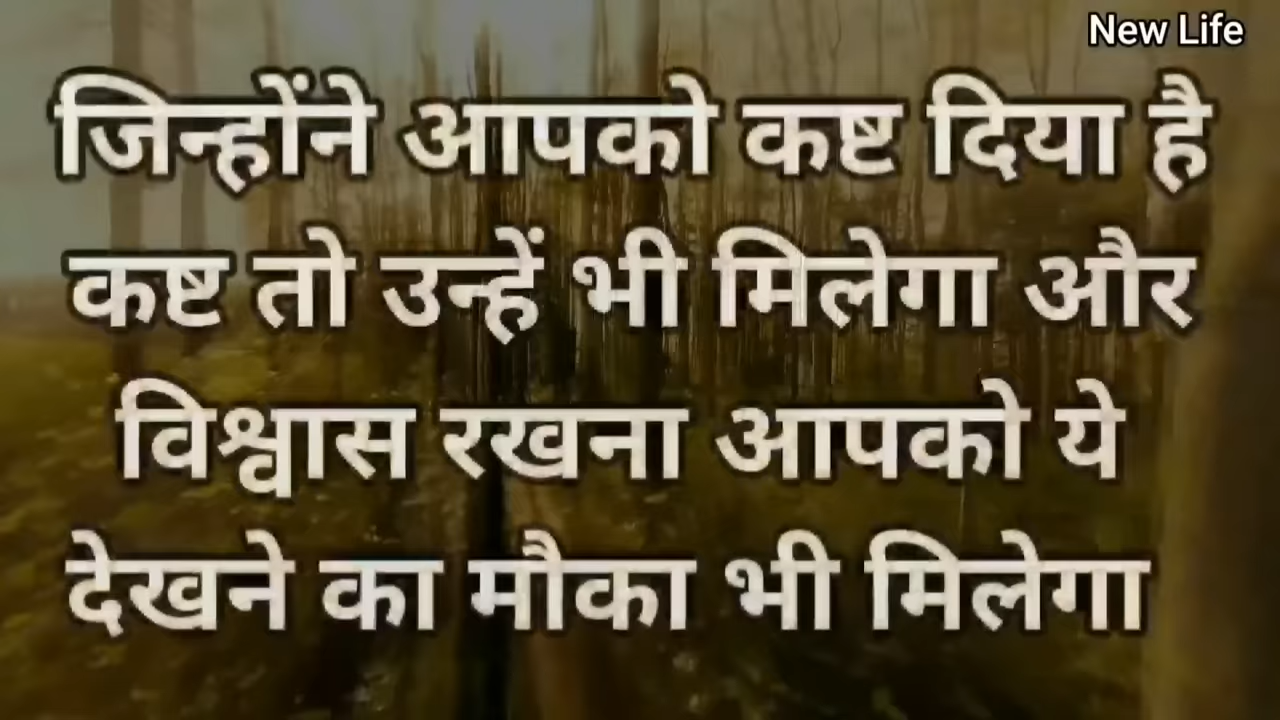 New Life
जिन्होंने आपको कष्ट दिया है
कष्ट तो उन्हें भी मिलेगा और
विश्वास रखना आपको ये
देखने का मौका भी मिलेगा